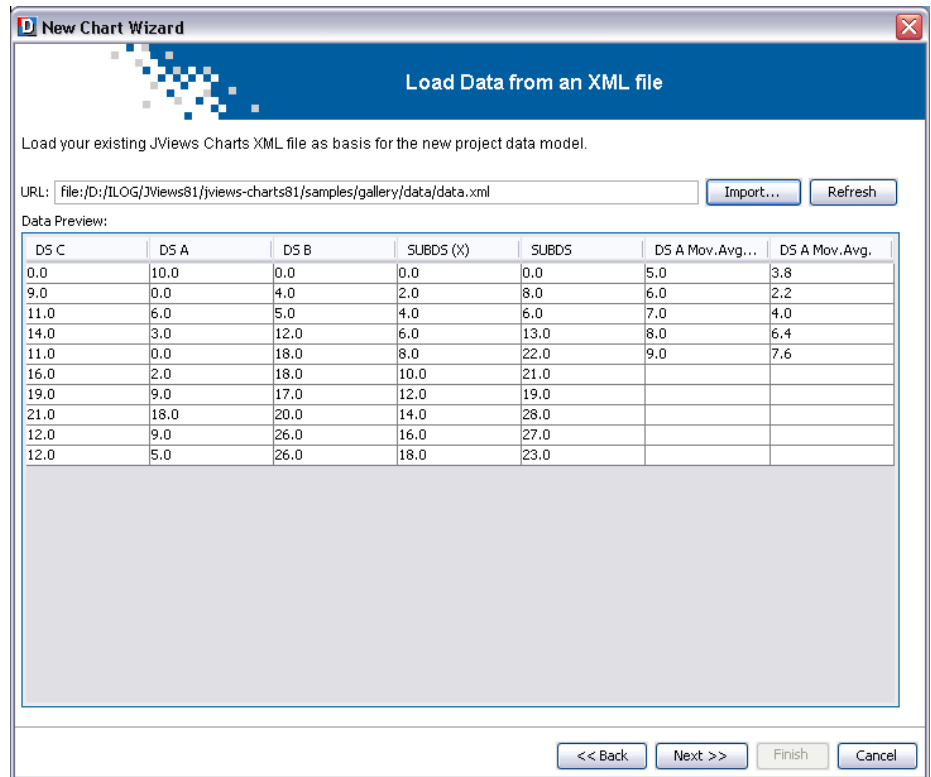 New Chart Wizard
Load Data from an XML file
Load your existing JViews Charts XML file as basis for the new project data model.
URL: file:/D:/ILOG/JViews81/jviews-charts81/samples/gallery/data/data.xml Import... Refresh
Data Preview:
DS C DS A DS B SUBDS (X) SUBDS DS A Mov.Avg... DS A Mov.Avg.
0.0 10.0 0.0 0.0 0.0 5.0 3.8
9.0 0.0 4.0 2.0 8.0 6.0 2.2
11.0 6.0 5.0 4.0 6.0 7.0 4.0
14.0 3.0 12.0 6.0 13.0 8.0 6.4
11.0 0.0 18.0 8.0 22.0 9.0 7.6
16.0 2.0 18.0 10.0 21.0
19.0 9.0 17.0 12.0 19.0
21.0 18.0 20.0 14.0 28.0
12.0 9.0 26.0 16.0 27.0
12.0 5.0 26.0 18.0 23.0
<< Back Next >> Finish Cancel